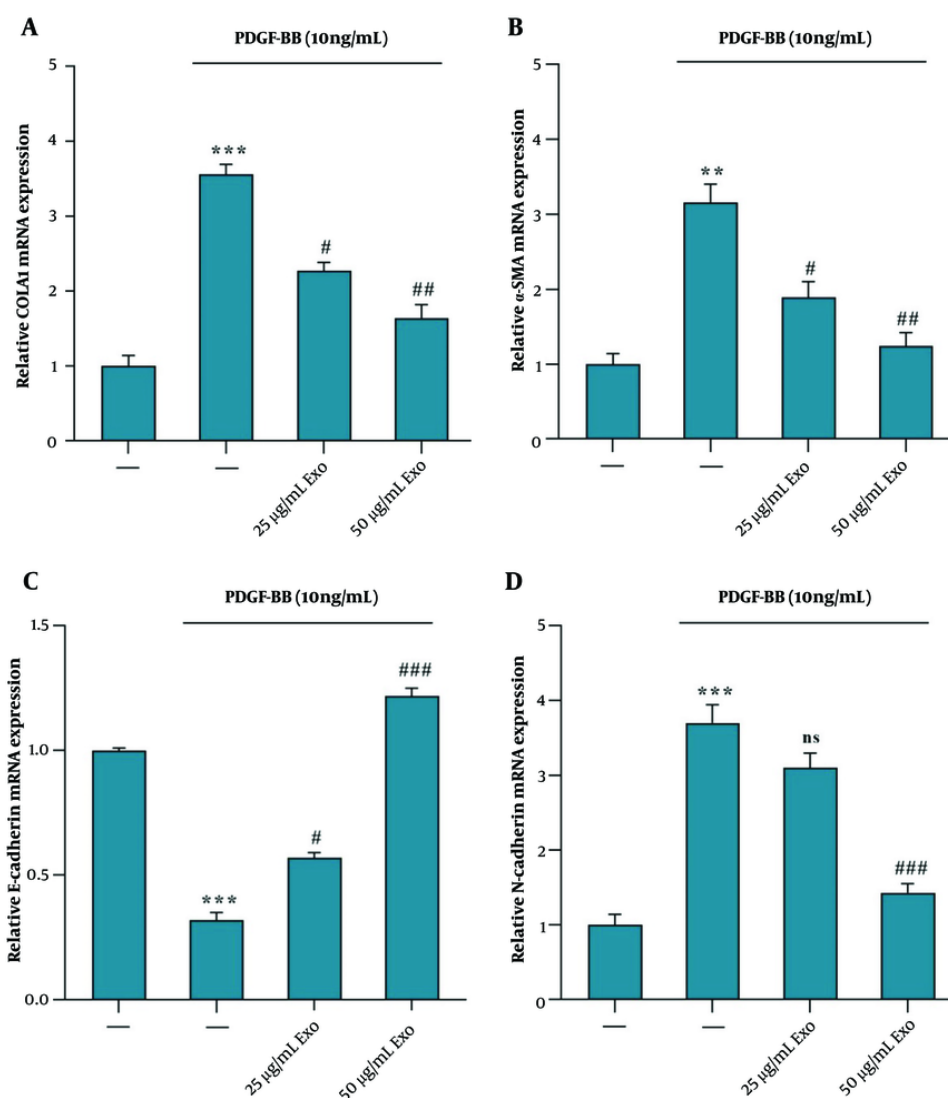 A
PDGF-BB (10ng/mL)
Relative COLA1 mRNA expression
5
4
3
2
1
0
***
#
##
—
—
25 µg/mL Exo
50 µg/mL Exo
B
PDGF-BB (10ng/mL)
Relative α-SMA mRNA expression
5
4
3
2
1
0
**
#
##
—
—
25 µg/mL Exo
50 µg/mL Exo
C
PDGF-BB (10ng/mL)
Relative E-cadherin mRNA expression
1.5
1.0
0.5
0.0
***
#
###
—
—
25 µg/mL Exo
50 µg/mL Exo
D
PDGF-BB (10ng/mL)
Relative N-cadherin mRNA expression
5
4
3
2
1
0
***
ns
###
—
—
25 µg/mL Exo
50 µg/mL Exo